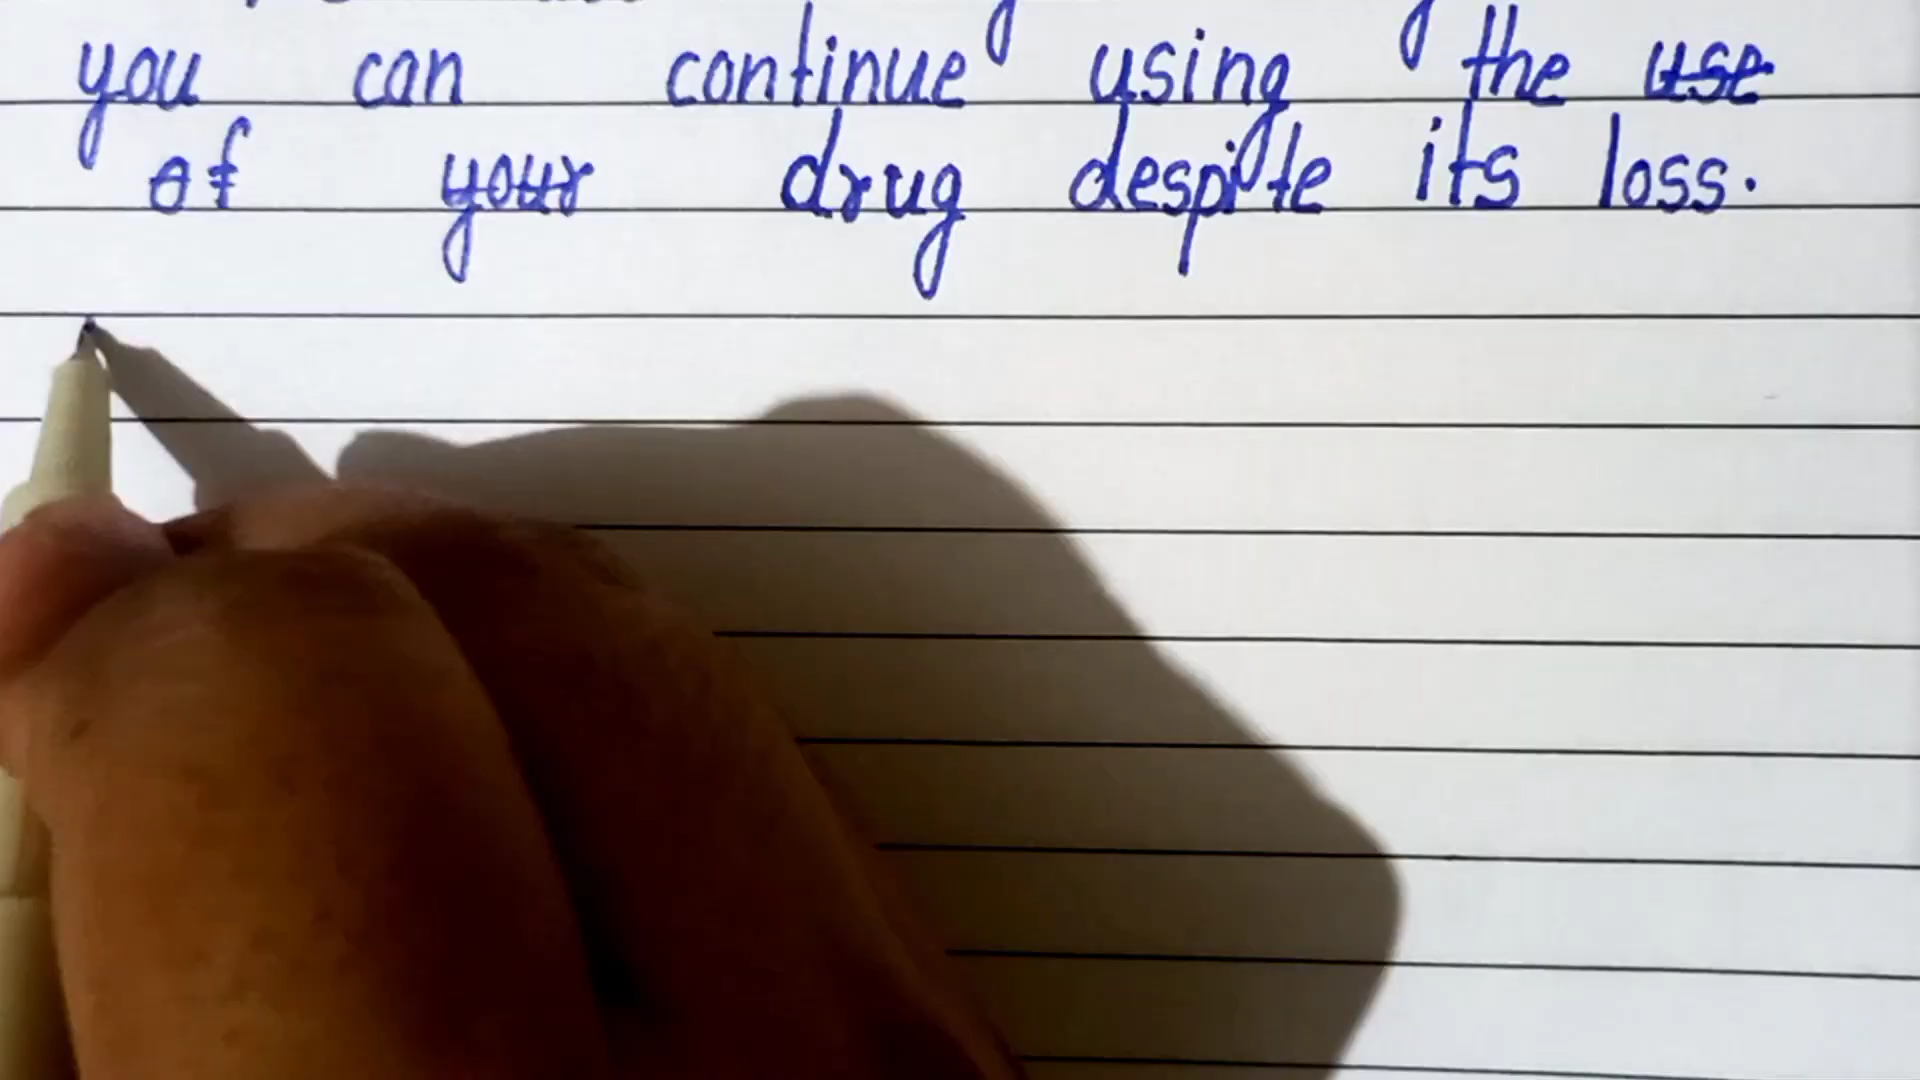 you can continue using the use
of your drug despite its loss.